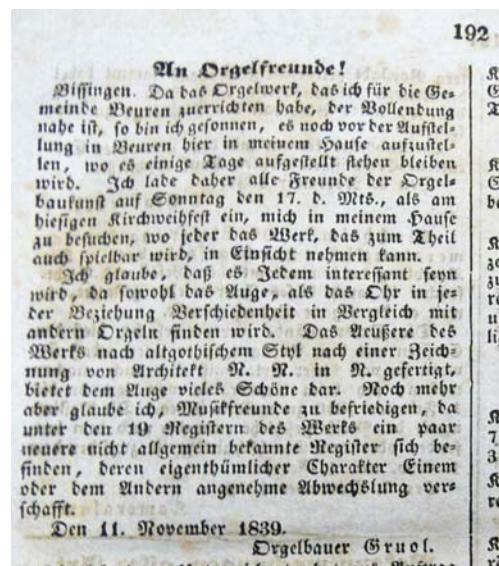 192
An Orgelfreunde!
Bissingen. Da das Orgelwerk, das ich für die Ge-
meinde Beuren zuerrichten habe, der Vollendung
nahe ist, so bin ich gesonnen, es noch vor der Aufstel-
lung in Beuren hier in meinem Hause aufzustel-
len, wo es einige Tage aufgestellt stehen bleiben
wird. Ich lade daher alle Freunde der Orgel-
baukunst auf Sonntag den 17. d. Mts., als am
hiesigen Kirchweihfest ein, mich in meinem Hause
zu besuchen, wo jeder das Werk, das zum Theil
auch spielbar wird, in Einsicht nehmen kann.
Ich glaube, daß es Jedem interessant seyn
wird, da sowohl das Auge, als das Ohr in je-
der Beziehung Verschiedenheit in Vergleich mit
andern Orgeln finden wird. Das Aeußere des
Werks nach altgothischem Styl nach einer Zeich-
nung von Architekt N. N. in N. gefertigt,
bietet dem Auge vieles Schöne dar. Noch mehr
aber glaube ich, Musikfreunde zu befriedigen, da
unter den 19 Registern des Werks ein paar
neuere nicht allgemein bekannte Register sich be-
finden, deren eigenthümlicher Charakter Einem
oder dem Andern angenehme Abwechslung ver-
schafft.
Den 11. November 1839.
Orgelbauer Gruol.